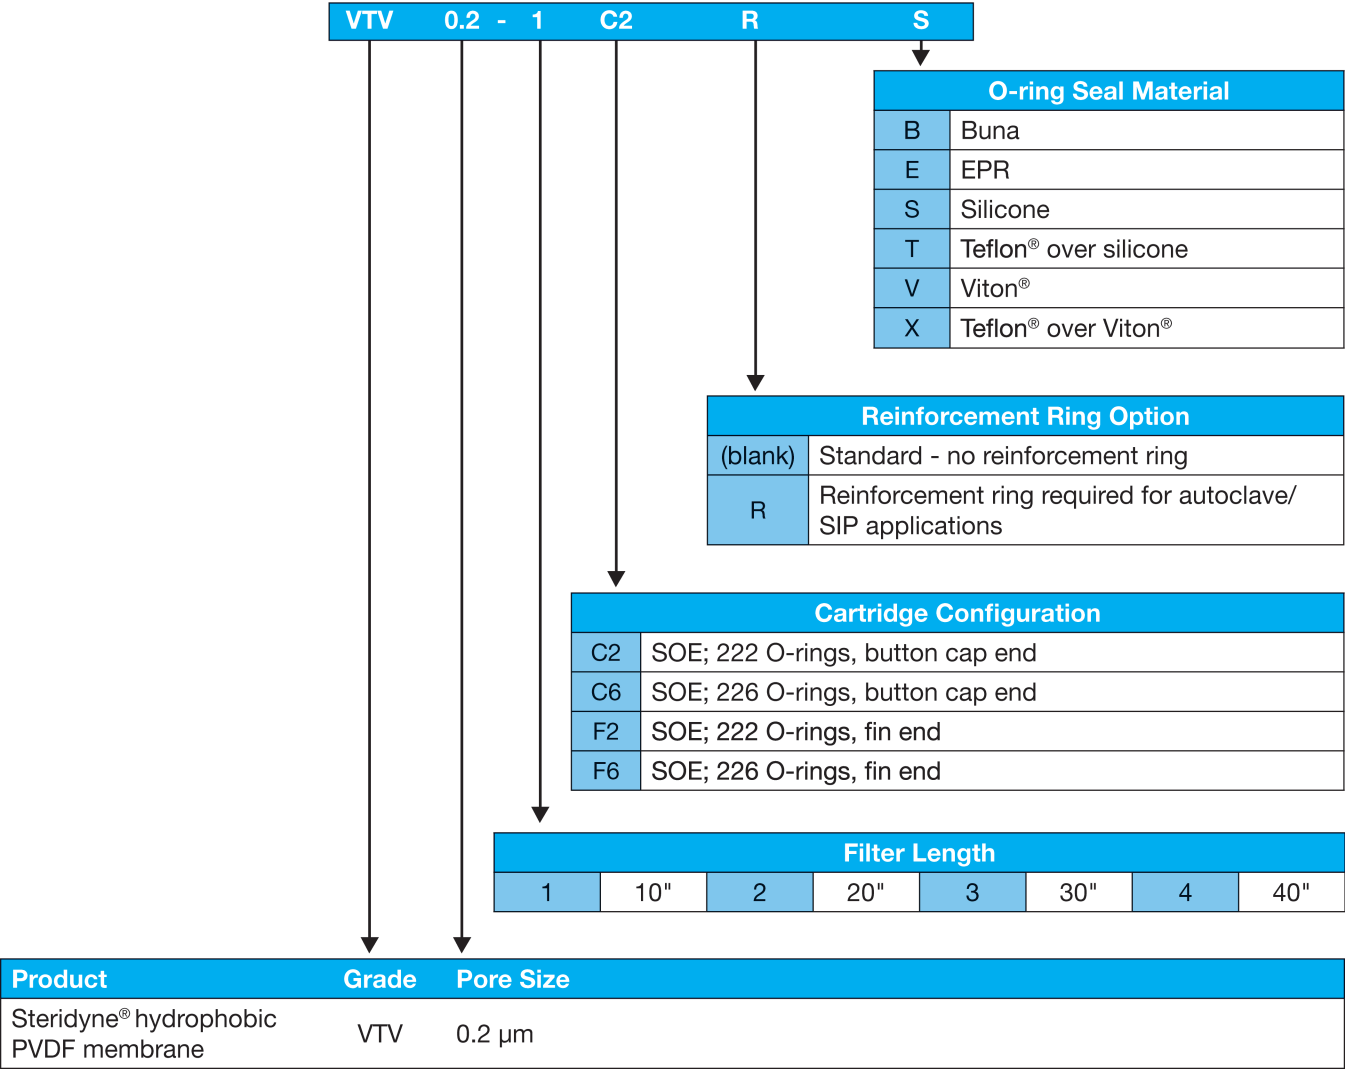 VTV 0.2 - 1 C2 R S
O-ring Seal Material
B Buna
E EPR
S Silicone
T Teflon® over silicone
V Viton®
X Teflon® over Viton®
Reinforcement Ring Option
(blank) Standard - no reinforcement ring
R Reinforcement ring required for autoclave/
SIP applications
Cartridge Configuration
C2 SOE; 222 O-rings, button cap end
C6 SOE; 226 O-rings, button cap end
F2 SOE; 222 O-rings, fin end
F6 SOE; 226 O-rings, fin end
Filter Length
1 10" 2 20" 3 30" 4 40"
Product Grade Pore Size
Steridyne® hydrophobic
PVDF membrane VTV 0.2 µm